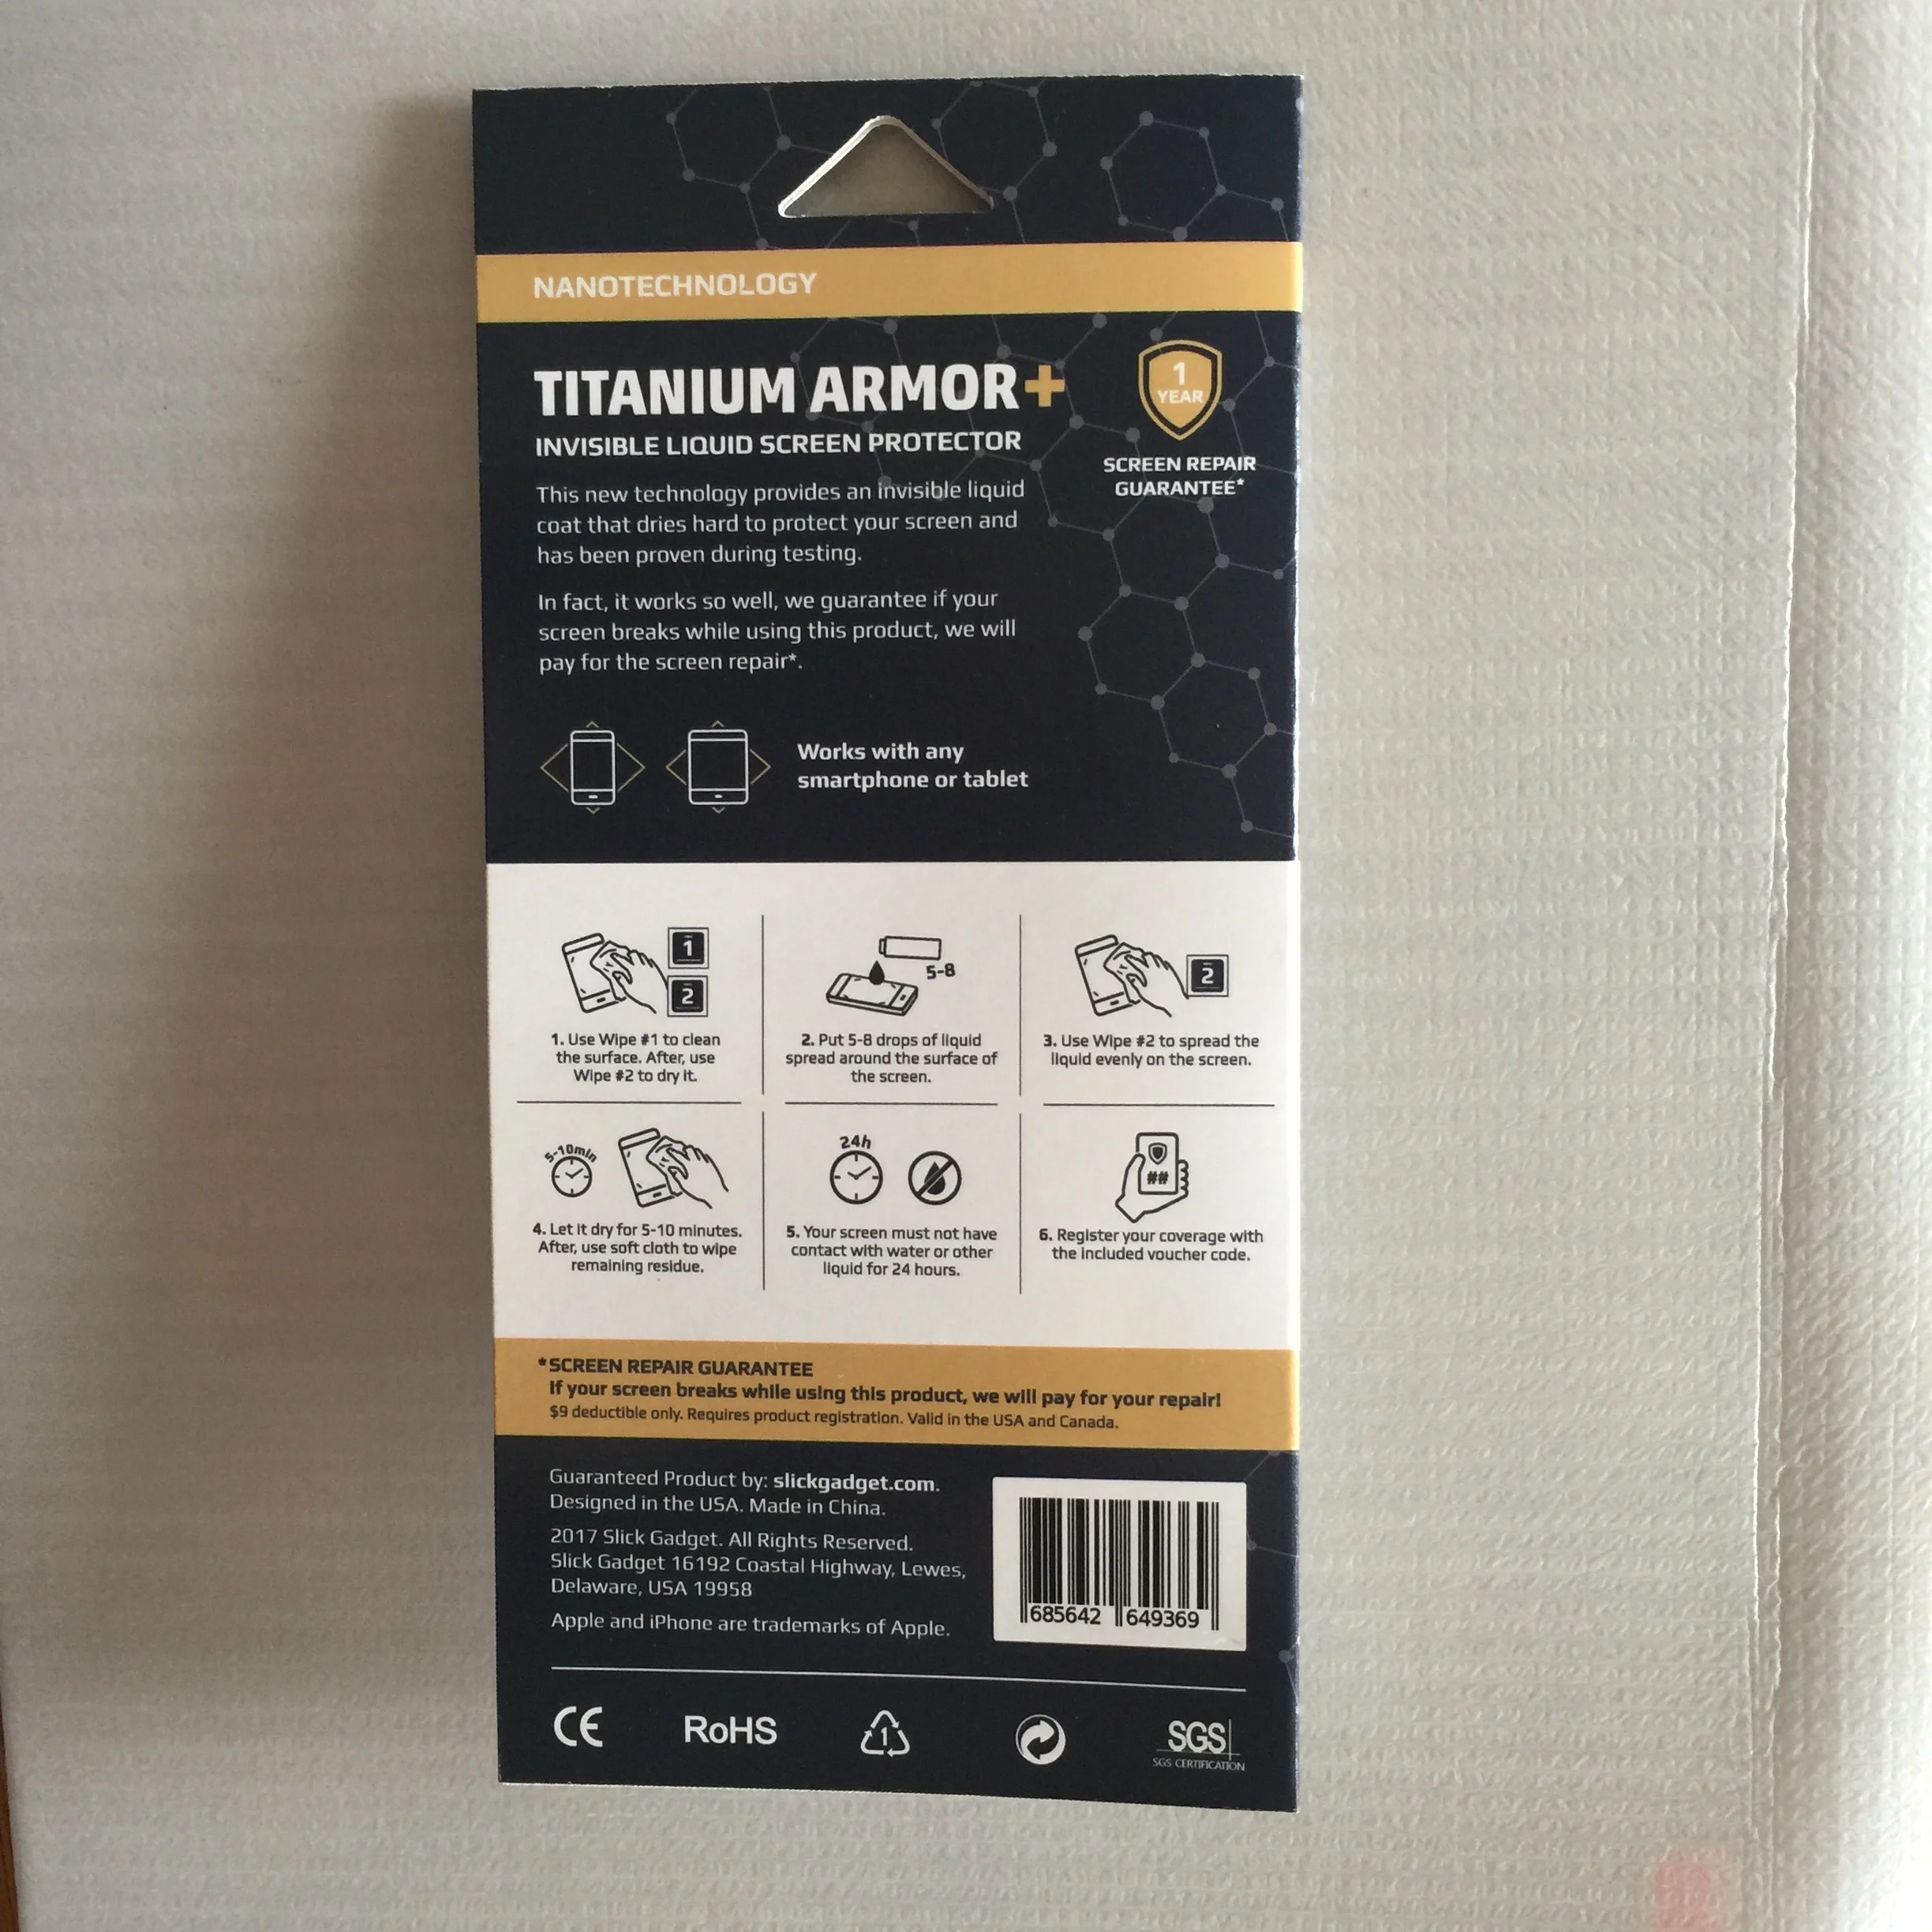 NANOTECHNOLOGY
TITANIUM ARMOR+
INVISIBLE LIQUID SCREEN PROTECTOR
This new technology provides an invisible liquid
coat that dries hard to protect your screen and
has been proven during testing.
In fact, it works so well, we guarantee if your
screen breaks while using this product, we will
pay for the screen repair*.
1
YEAR
SCREEN REPAIR
GUARANTEE*
Works with any
smartphone or tablet
1
2
1. Use Wipe #1 to clean
the surface. After, use
Wipe #2 to dry it.
5-8
2. Put 5-8 drops of liquid
spread around the surface of
the screen.
2
3. Use Wipe #2 to spread the
liquid evenly on the screen.
5-10min
4. Let it dry for 5-10 minutes.
After, use soft cloth to wipe
remaining residue.
24h
5. Your screen must not have
contact with water or other
liquid for 24 hours.
##
6. Register your coverage with
the included voucher code.
*SCREEN REPAIR GUARANTEE
If your screen breaks while using this product, we will pay for your repair!
$9 deductible only. Requires product registration. Valid in the USA and Canada.
Guaranteed Product by: slickgadget.com.
Designed in the USA. Made in China.
2017 Slick Gadget. All Rights Reserved.
Slick Gadget 16192 Coastal Highway, Lewes,
Delaware, USA 19958
Apple and iPhone are trademarks of Apple.
685642 649369
CE
RoHS
1
SGS
SGS CERTIFICATION